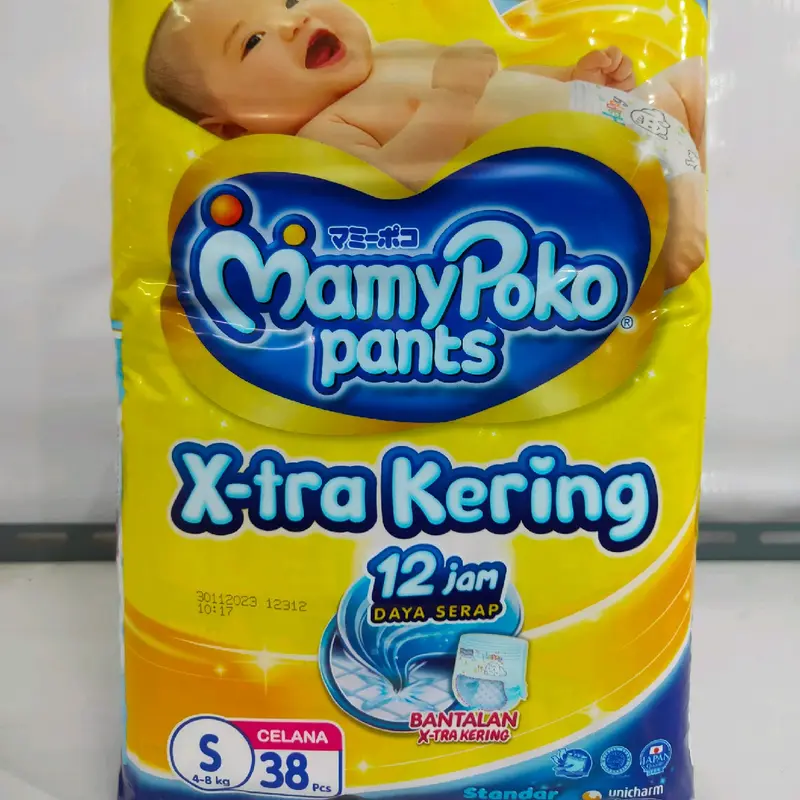 マミーポコ
MamyPoko
pants
®
X-tra Kering
12 jam
DAYA SERAP
30112023 12312
10:17
BANTALAN
X-TRA KERING
S
4-8 kg
CELANA
38 Pcs
JAPAN
Standar
unicharm